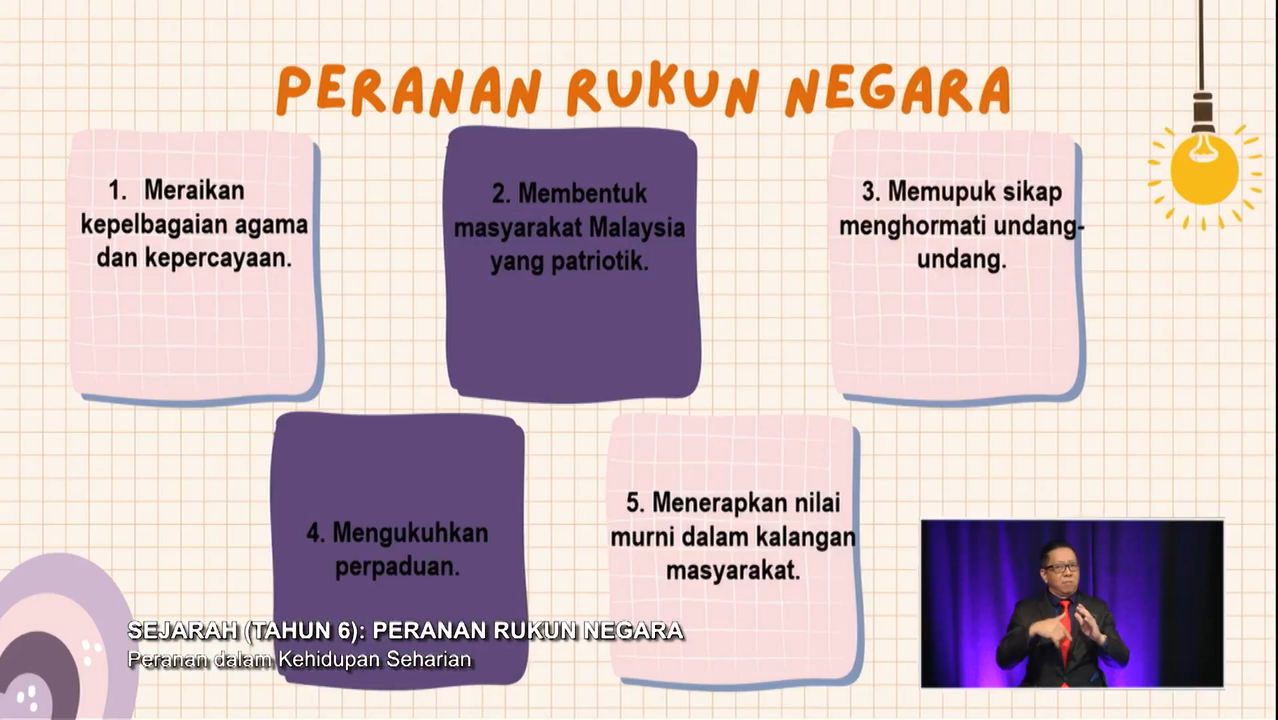 PERANAN RUKUN NEGARA
1. Meraikan
kepelbagaian agama
dan kepercayaan.
2. Membentuk
masyarakat Malaysia
yang patriotik.
3. Memupuk sikap
menghormati undang-
undang.
4. Mengukuhkan
perpaduan.
5. Menerapkan nilai
murni dalam kalangan
masyarakat.
SEJARAH (TAHUN 6): PERANAN RUKUN NEGARA
Peranan dalam Kehidupan Seharian